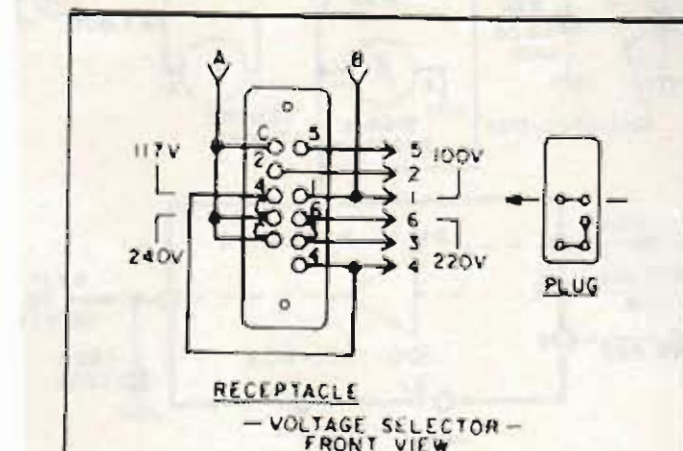 A B
C 5
117V 5 100V
2 2
4 1 1
6 6
240V 3 220V
4 4
PLUG
RECEPTACLE
— VOLTAGE SELECTOR —
FRONT VIEW